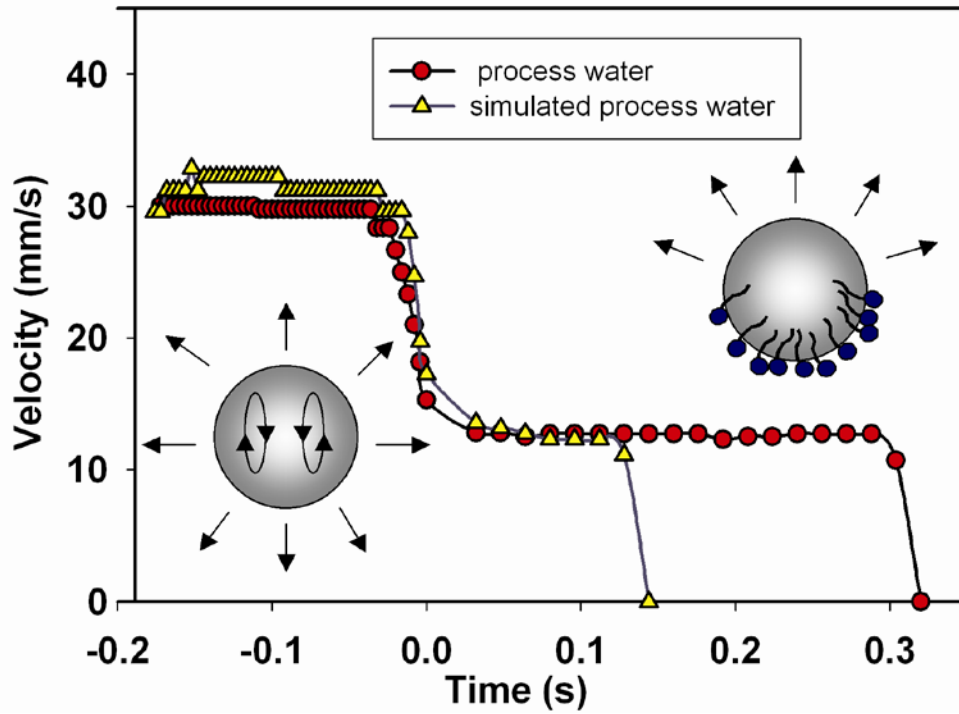 process water
simulated process water
Velocity (mm/s)
40
30
20
10
0
-0.2 -0.1 0.0 0.1 0.2 0.3
Time (s)